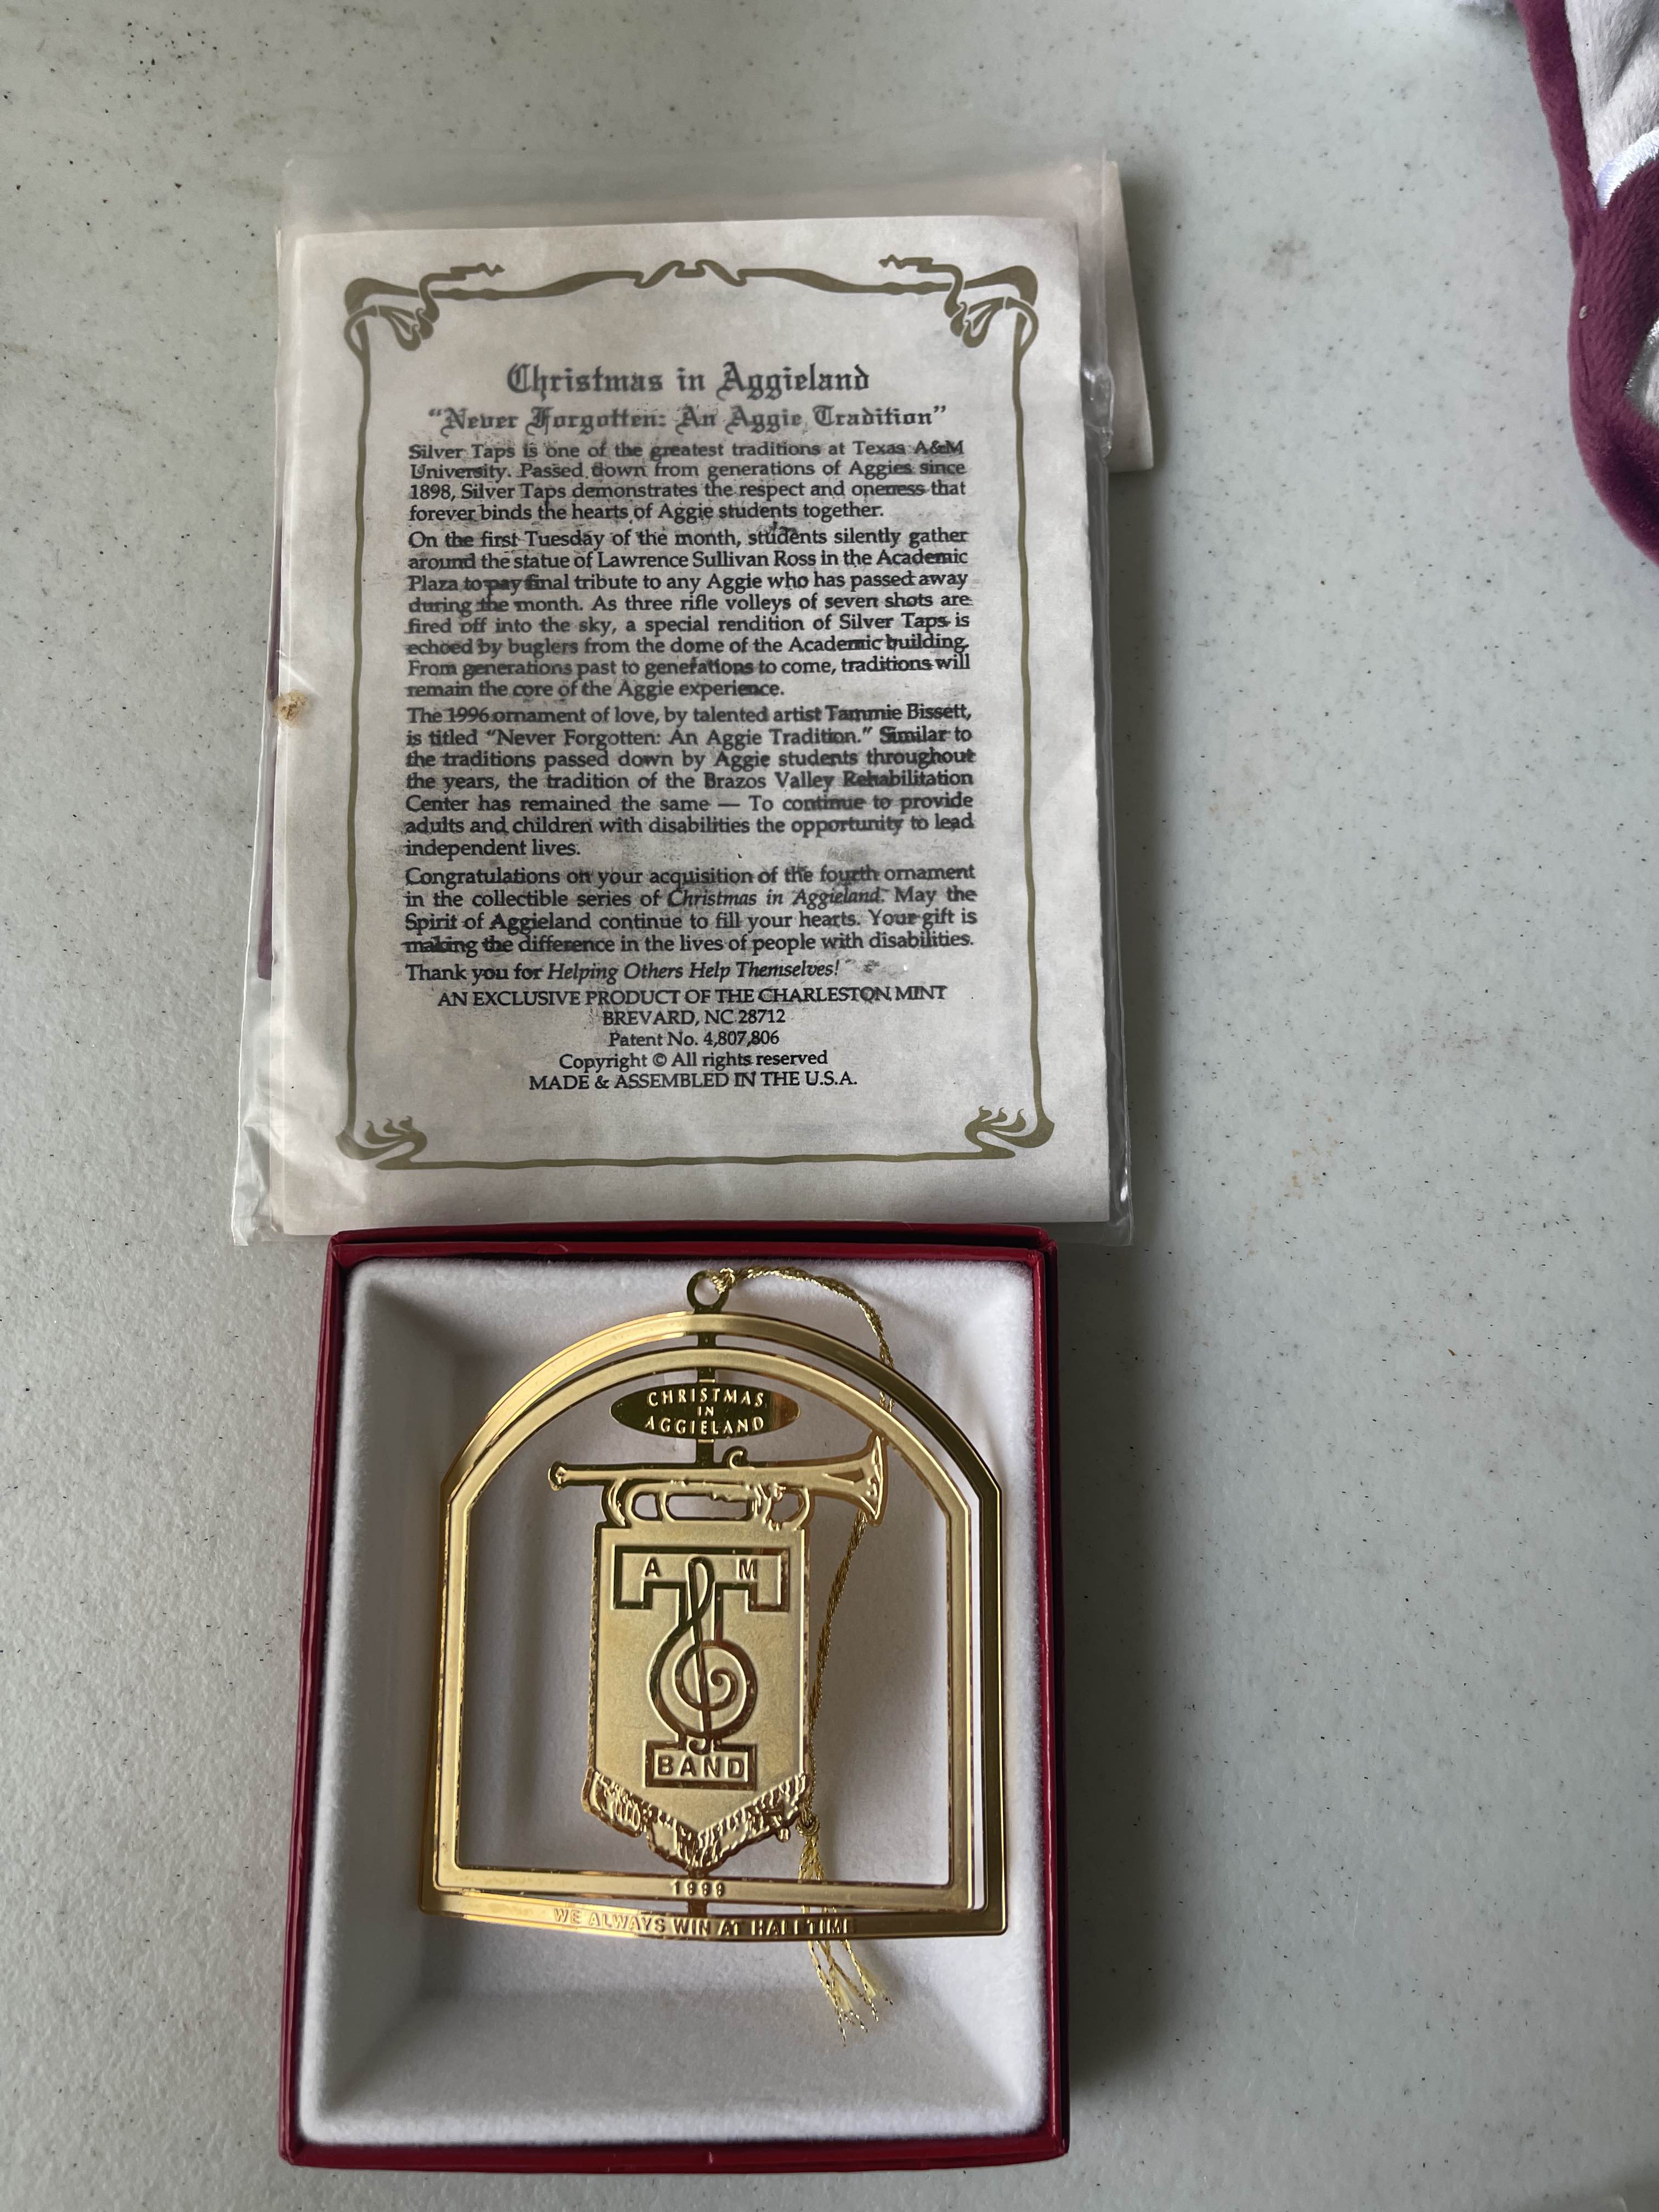 Christmas in Aggieland
“Never Forgotten: An Aggie Tradition”
Silver Taps is one of the greatest traditions at Texas A&M
University. Passed down from generations of Aggies since
1898, Silver Taps demonstrates the respect and oneness that
forever binds the hearts of Aggie students together.
On the first Tuesday of the month, students silently gather
around the statue of Lawrence Sullivan Ross in the Academic
Plaza to pay final tribute to any Aggie who has passed away
during the month. As three rifle volleys of seven shots are
fired off into the sky, a special rendition of Silver Taps is
echoed by buglers from the dome of the Academic building.
From generations past to generations to come, traditions will
remain the core of the Aggie experience.
The 1996 ornament of love, by talented artist Tammie Bissett,
is titled “Never Forgotten: An Aggie Tradition.” Similar to
the traditions passed down by Aggie students throughout
the years, the tradition of the Brazos Valley Rehabilitation
Center has remained the same — To continue to provide
adults and children with disabilities the opportunity to lead
independent lives.
Congratulations on your acquisition of the fourth ornament
in the collectible series of Christmas in Aggieland. May the
Spirit of Aggieland continue to fill your hearts. Your gift is
making the difference in the lives of people with disabilities.
Thank you for Helping Others Help Themselves!
AN EXCLUSIVE PRODUCT OF THE CHARLESTON MINT
BREVARD, NC 28712
Patent No. 4,807,806
Copyright © All rights reserved
MADE & ASSEMBLED IN THE U.S.A.
CHRISTMAS
IN
AGGIELAND
A T M
BAND
1999
WE ALWAYS WIN AT HALFTIME